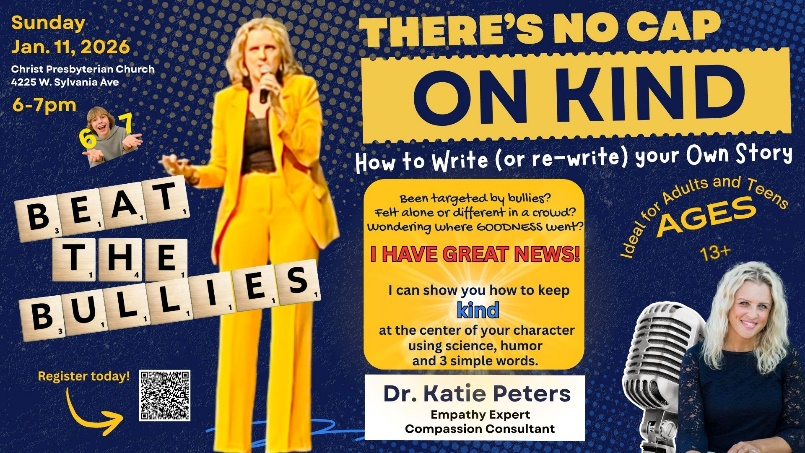 Sunday
Jan. 11, 2026
Christ Presbyterian Church
4225 W. Sylvania Ave
6-7pm
6 7
BEAT
THE
BULLIES
Register today!
THERE'S NO CAP
ON KIND
How to Write (or re-write) your Own Story
Been targeted by bullies?
Felt alone or different in a crowd?
Wondering where GOODNESS went?
I HAVE GREAT NEWS!
I can show you how to keep
kind
at the center of your character
using science, humor
and 3 simple words.
Dr. Katie Peters
Empathy Expert
Compassion Consultant
Ideal for Adults and Teens
AGES
13+